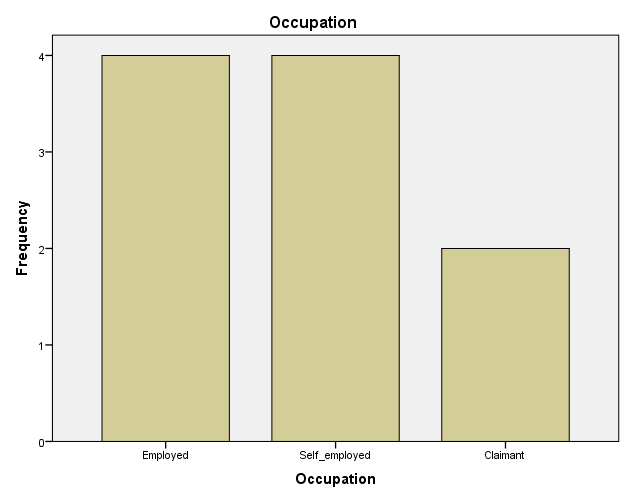 Occupation
4
3
2
1
0
Frequency
Employed Self_employed Claimant
Occupation